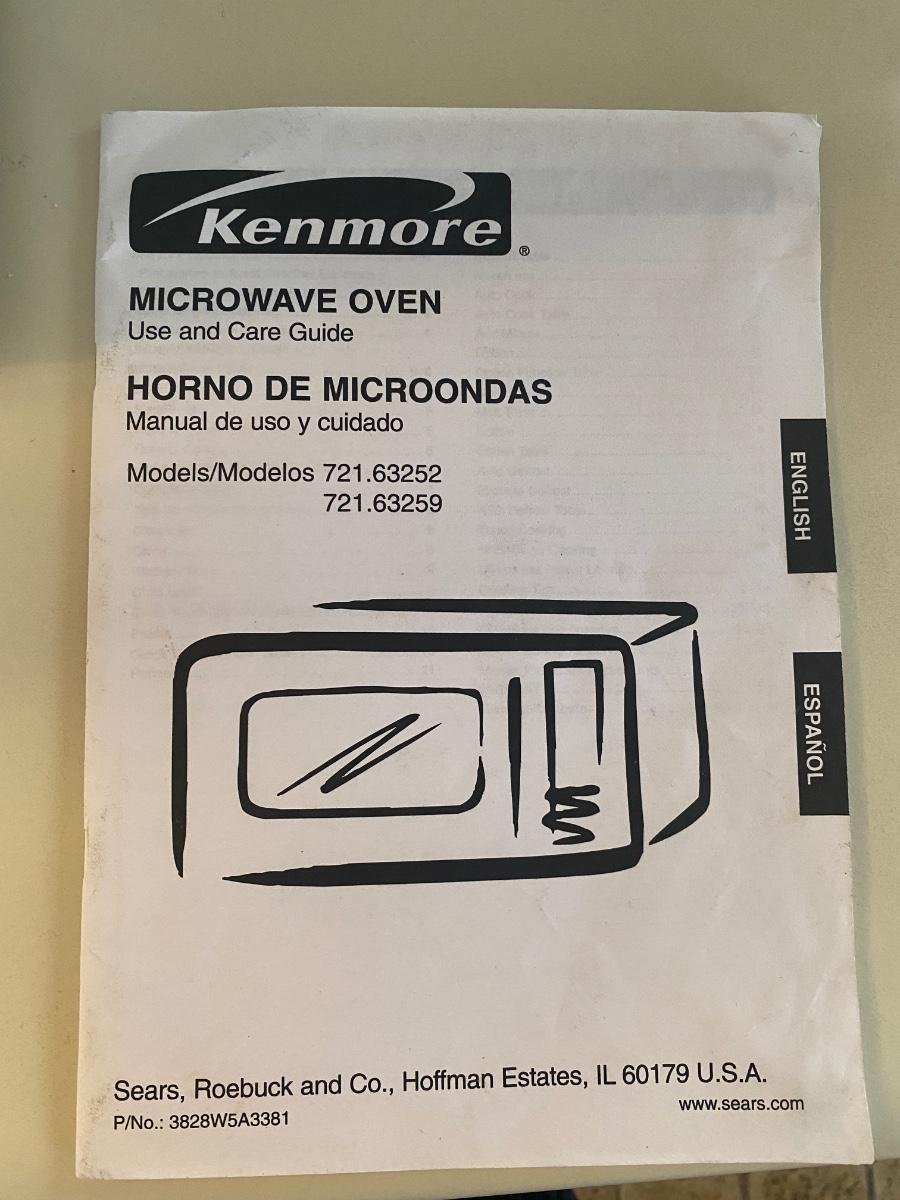 Kenmore®
MICROWAVE OVEN
Use and Care Guide
HORNO DE MICROONDAS
Manual de uso y cuidado
Models/Modelos 721.63252
721.63259
ENGLISH
ESPAÑOL
Sears, Roebuck and Co., Hoffman Estates, IL 60179 U.S.A.
www.sears.com
P/No.: 3828W5A3381